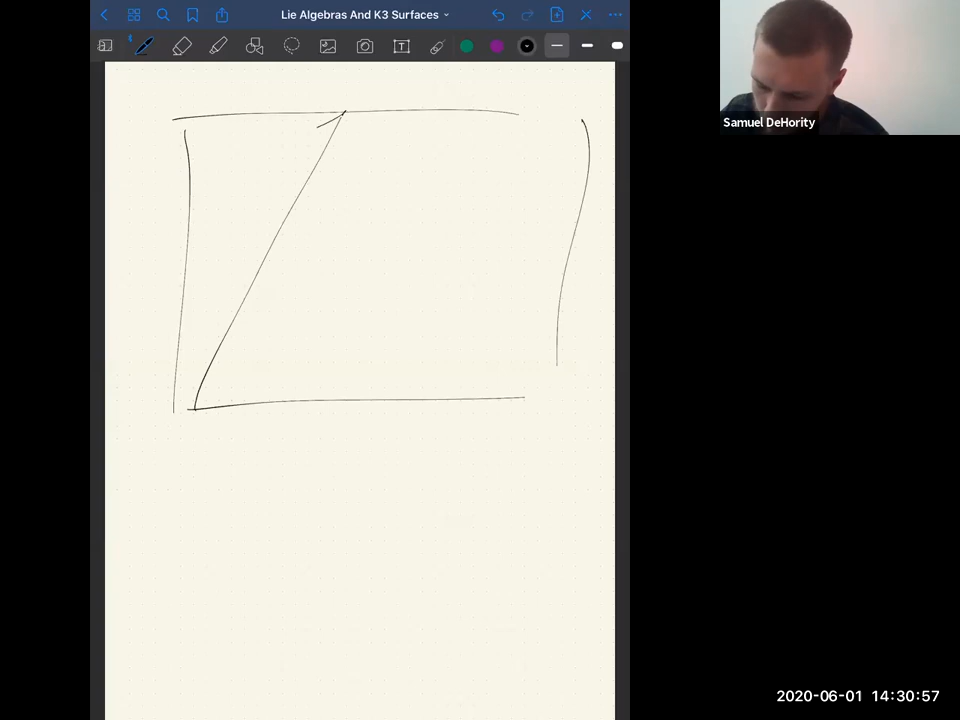 Lie Algebras And K3 Surfaces
T
Samuel DeHority
2020-06-01 14:30:57